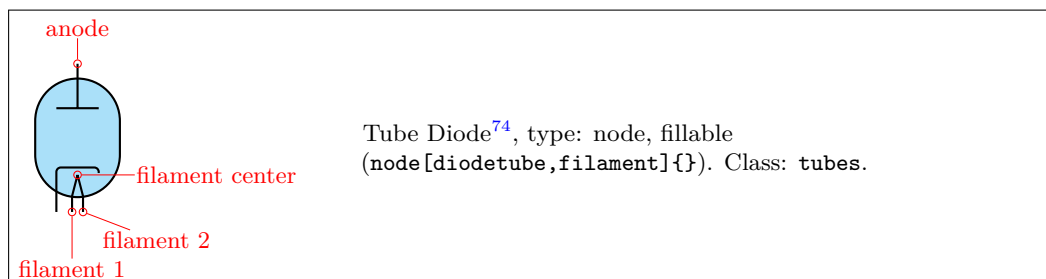 anode
Tube Diode74, type: node, fillable
(node[diodetube,filament]{}). Class: tubes.
filament center
filament 2
filament 1